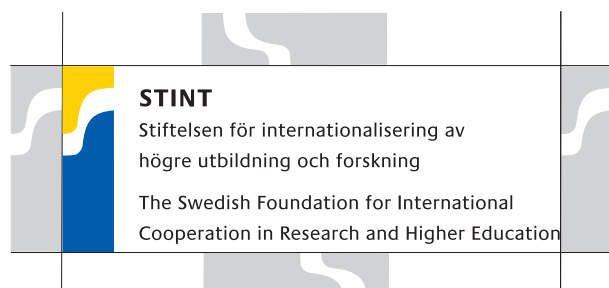 STINT
Stiftelsen för internationalisering av
högre utbildning och forskning
The Swedish Foundation for International
Cooperation in Research and Higher Education